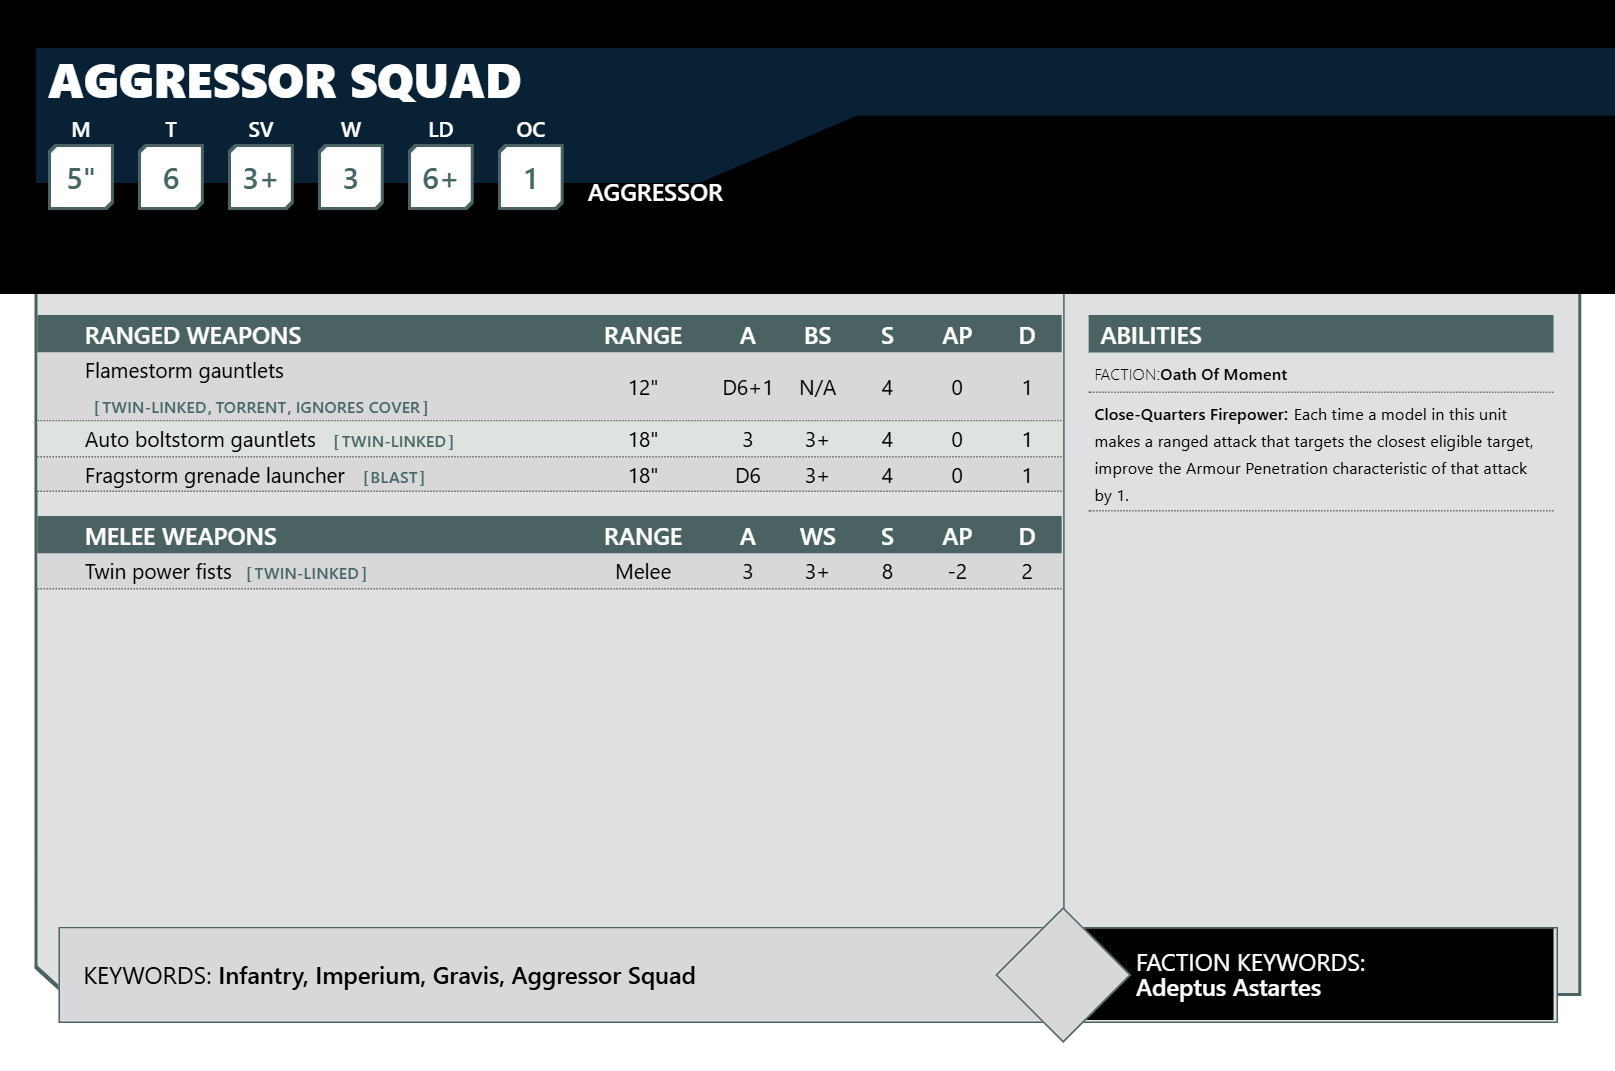 AGGRESSOR SQUAD
M T SV W LD OC
5" 6 3+ 3 6+ 1
AGGRESSOR
RANGED WEAPONS RANGE A BS S AP D
Flamestorm gauntlets
[TWIN-LINKED, TORRENT, IGNORES COVER]
12" D6+1 N/A 4 0 1
Auto boltstorm gauntlets [TWIN-LINKED] 18" 3 3+ 4 0 1
Fragstorm grenade launcher [BLAST] 18" D6 3+ 4 0 1
MELEE WEAPONS RANGE A WS S AP D
Twin power fists [TWIN-LINKED] Melee 3 3+ 8 -2 2
ABILITIES
FACTION:Oath Of Moment
Close-Quarters Firepower: Each time a model in this unit
makes a ranged attack that targets the closest eligible target,
improve the Armour Penetration characteristic of that attack
by 1.
KEYWORDS: Infantry, Imperium, Gravis, Aggressor Squad
FACTION KEYWORDS:
Adeptus Astartes